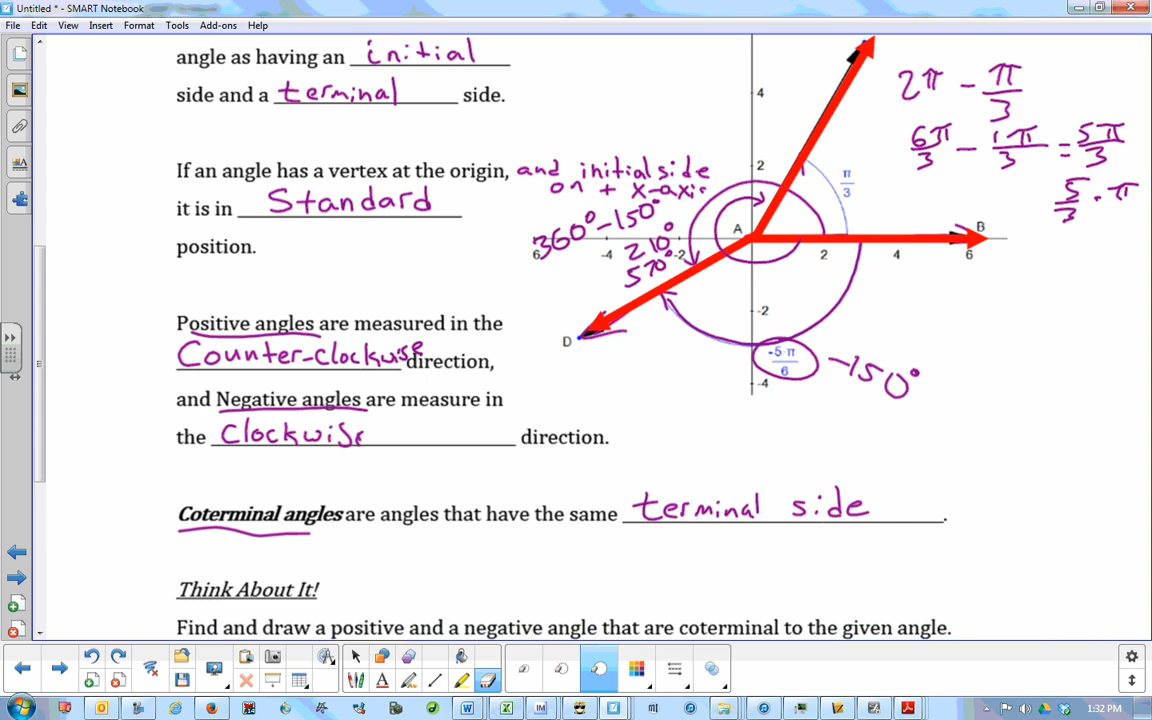 Untitled * - SMART Notebook
File Edit View Insert Format Tools Add-ons Help
angle as having an initial
side and a terminal side.
If an angle has a vertex at the origin, and initial side
on + x-axis
it is in Standard
position.
360° - 150°
210°
570°
Positive angles are measured in the
Counter-clockwise direction,
and Negative angles are measure in
the Clockwise direction.
Coterminal angles are angles that have the same terminal side.
Think About It!
Find and draw a positive and a negative angle that are coterminal to the given angle.
2π - π/3
6π/3 - 1π/3 = 5π/3
5/3 · π
π/3
A
B
D
6 -4 -2 2 4 6
4
2
-2
-4
-5π/6 -150°
1:32 PM